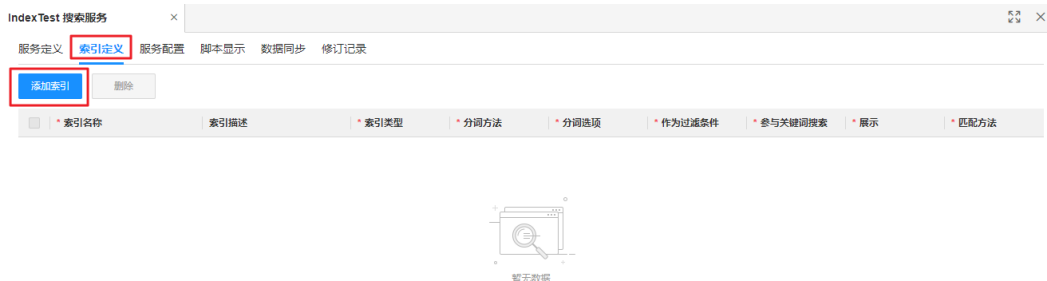 IndexTest 搜索服务
服务定义 索引定义 服务配置 脚本显示 数据同步 修订记录
添加索引 删除
* 索引名称 索引描述 * 索引类型 * 分词方法 * 分词选项 * 作为过滤条件 * 参与关键词搜索 * 展示 * 匹配方法
暂无数据